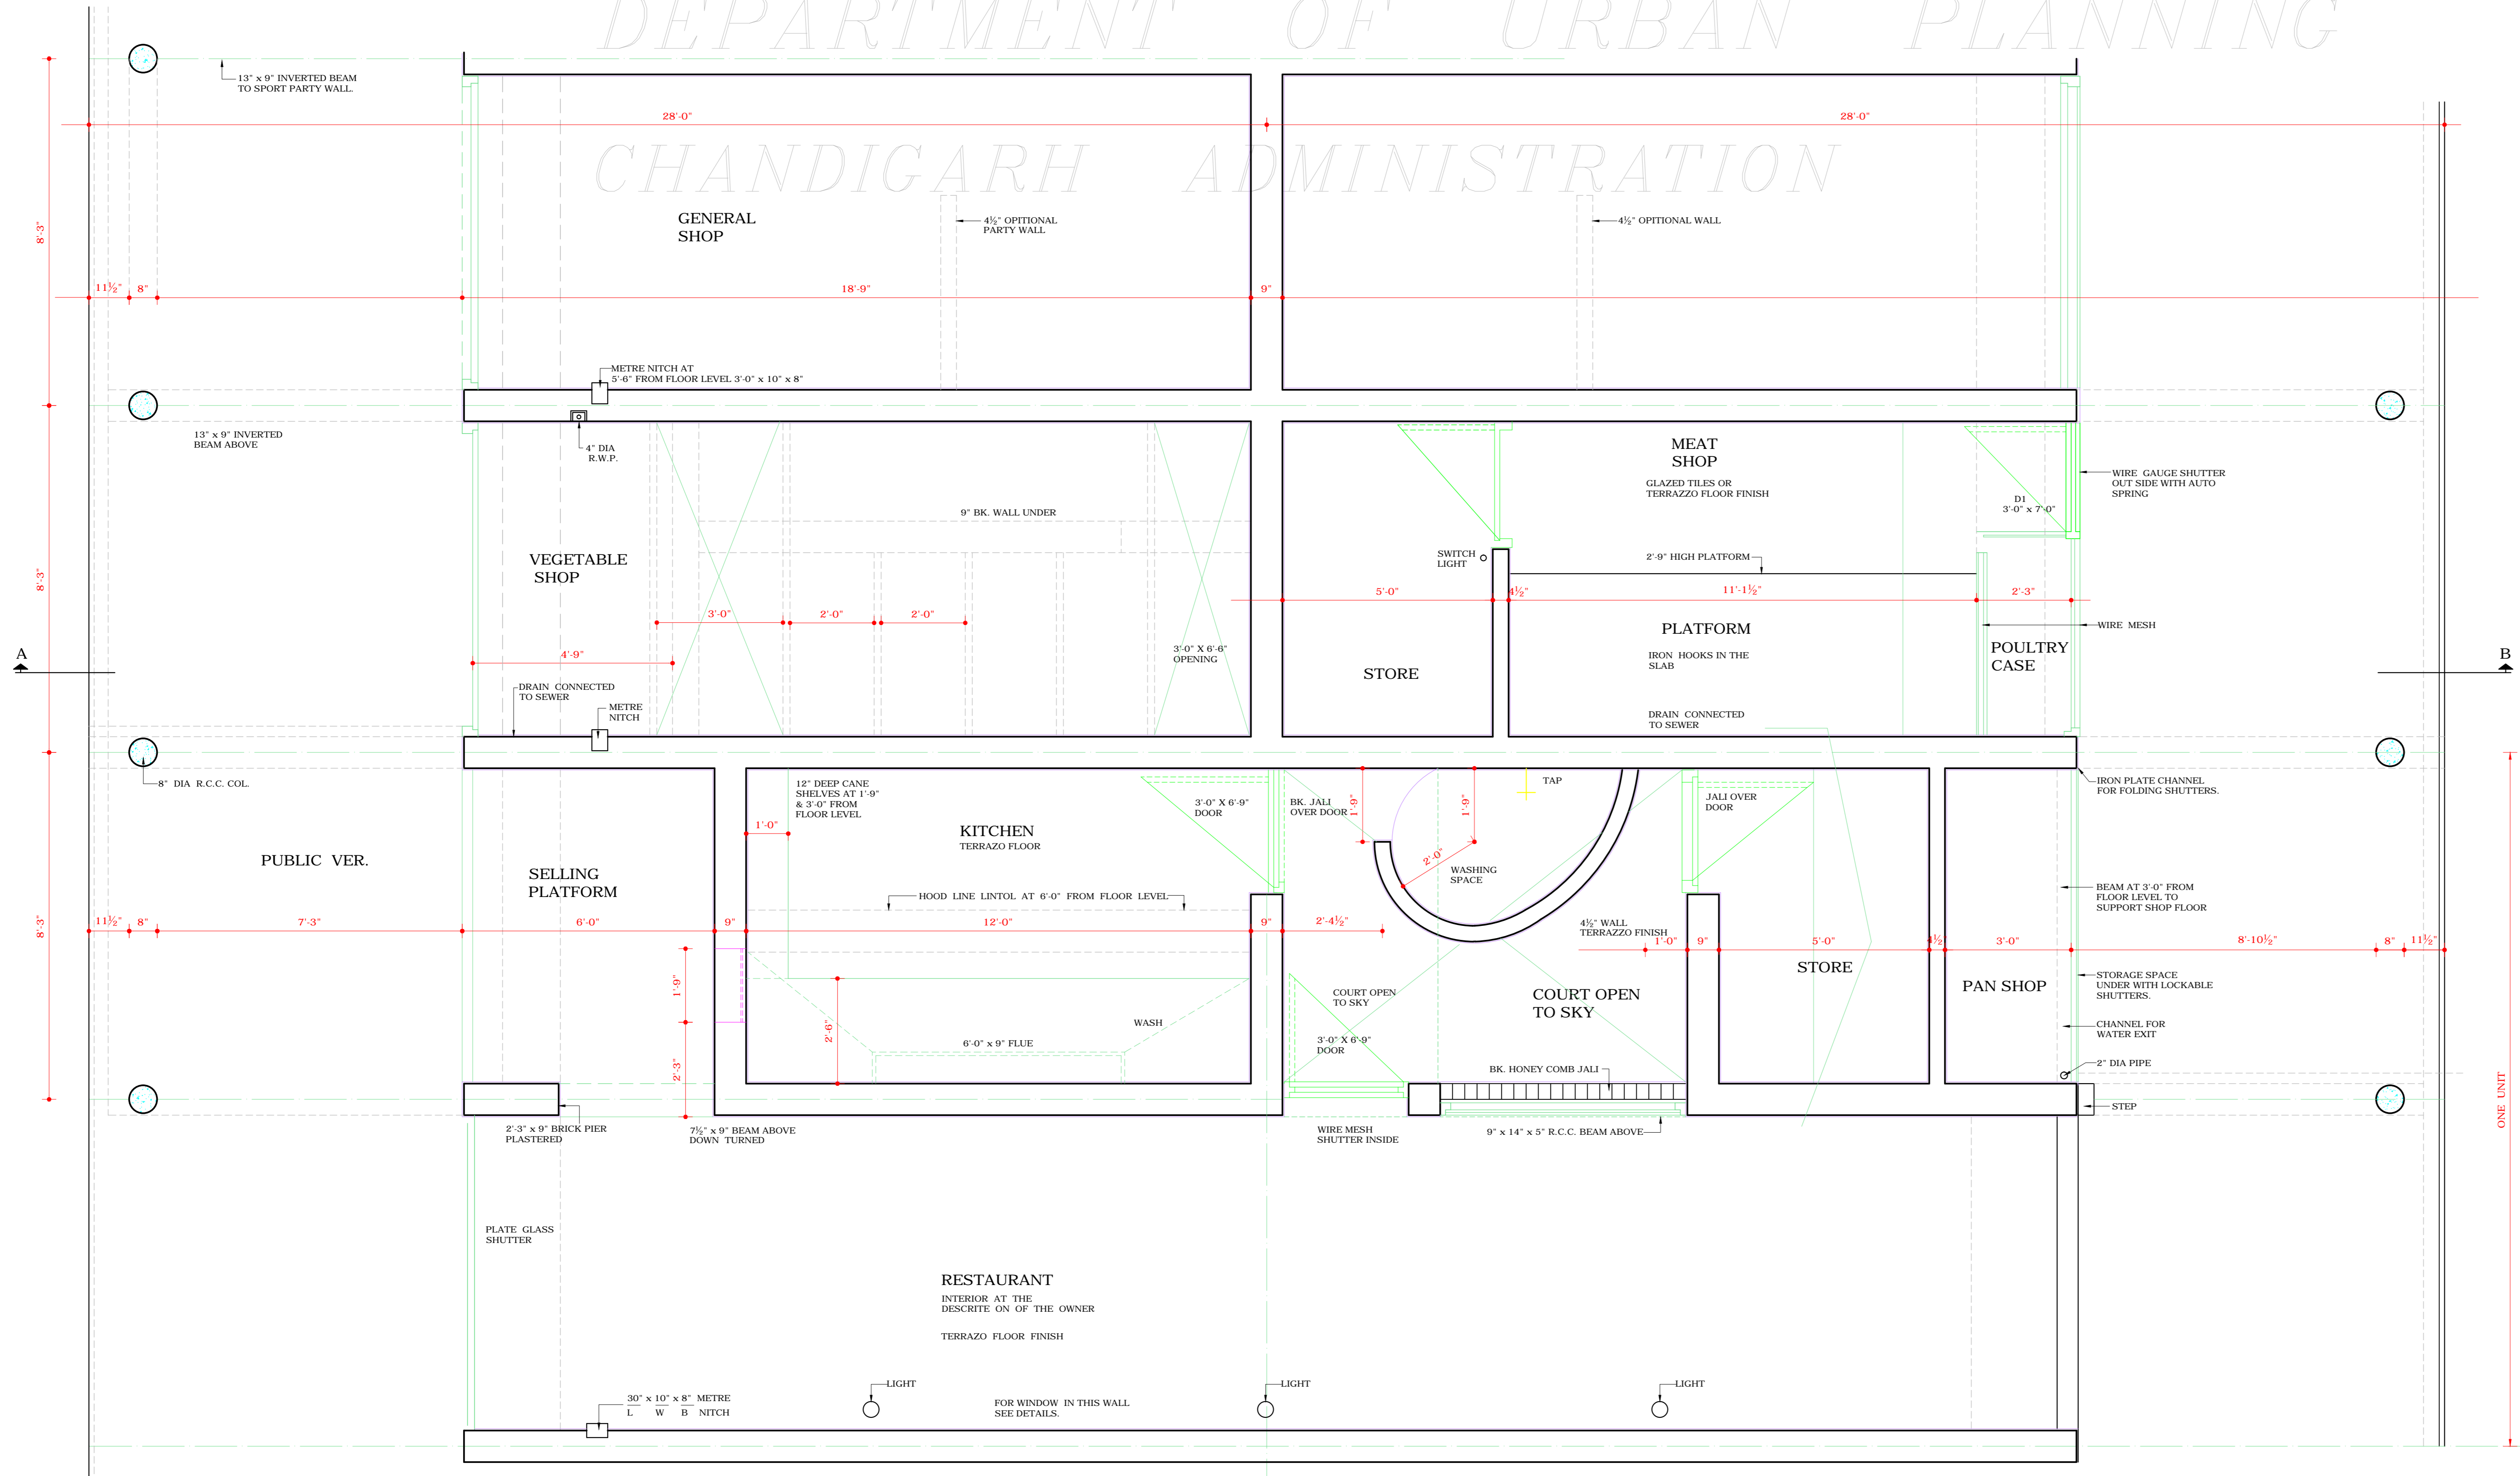 DEPARTMENT OF URBAN PLANNING
CHANDIGARH ADMINISTRATION
13" x 9" INVERTED BEAM
TO SPORT PARTY WALL.
28'-0"
28'-0"
8'-3"
GENERAL
SHOP
4½" OPITIONAL
PARTY WALL
4½" OPITIONAL WALL
11½"
8"
18'-9"
9"
METRE NITCH AT
5'-6" FROM FLOOR LEVEL 3'-0" x 10" x 8"
13" x 9" INVERTED
BEAM ABOVE
4" DIA
R.W.P.
MEAT
SHOP
GLAZED TILES OR
TERRAZZO FLOOR FINISH
D1
3'-0" x 7'-0"
WIRE GAUGE SHUTTER
OUT SIDE WITH AUTO
SPRING
9" BK. WALL UNDER
8'-3"
VEGETABLE
SHOP
SWITCH
LIGHT
2'-9" HIGH PLATFORM
3'-0"
2'-0"
2'-0"
5'-0"
4½"
11'-1½"
2'-3"
4'-9"
3'-0" X 6'-6"
OPENING
PLATFORM
IRON HOOKS IN THE
SLAB
WIRE MESH
POULTRY
CASE
STORE
A
B
DRAIN CONNECTED
TO SEWER
METRE
NITCH
DRAIN CONNECTED
TO SEWER
8" DIA R.C.C. COL.
12" DEEP CANE
SHELVES AT 1'-9"
& 3'-0" FROM
FLOOR LEVEL
1'-0"
KITCHEN
TERRAZO FLOOR
3'-0" X 6'-9"
DOOR
BK. JALI
OVER DOOR
1'-9"
1'-9"
TAP
JALI OVER
DOOR
IRON PLATE CHANNEL
FOR FOLDING SHUTTERS.
PUBLIC VER.
SELLING
PLATFORM
2'-0"
WASHING
SPACE
HOOD LINE LINTOL AT 6'-0" FROM FLOOR LEVEL
BEAM AT 3'-0" FROM
FLOOR LEVEL TO
SUPPORT SHOP FLOOR
8'-3"
11½"
8"
7'-3"
6'-0"
9"
12'-0"
9"
2'-4½"
4½" WALL
TERRAZZO FINISH
1'-0"
9"
5'-0"
4½"
3'-0"
8'-10½"
8"
11½"
STORE
PAN SHOP
STORAGE SPACE
UNDER WITH LOCKABLE
SHUTTERS.
1'-9"
2'-6"
2'-3"
COURT OPEN
TO SKY
COURT OPEN
TO SKY
WASH
6'-0" x 9" FLUE
3'-0" X 6'-9"
DOOR
BK. HONEY COMB JALI
CHANNEL FOR
WATER EXIT
2" DIA PIPE
STEP
ONE UNIT
2'-3" x 9" BRICK PIER
PLASTERED
7½" x 9" BEAM ABOVE
DOWN TURNED
WIRE MESH
SHUTTER INSIDE
9" x 14" x 5" R.C.C. BEAM ABOVE
PLATE GLASS
SHUTTER
RESTAURANT
INTERIOR AT THE
DESCRITE ON OF THE OWNER
TERRAZO FLOOR FINISH
30" x 10" x 8" METRE
L W B NITCH
LIGHT
FOR WINDOW IN THIS WALL
SEE DETAILS.
LIGHT
LIGHT